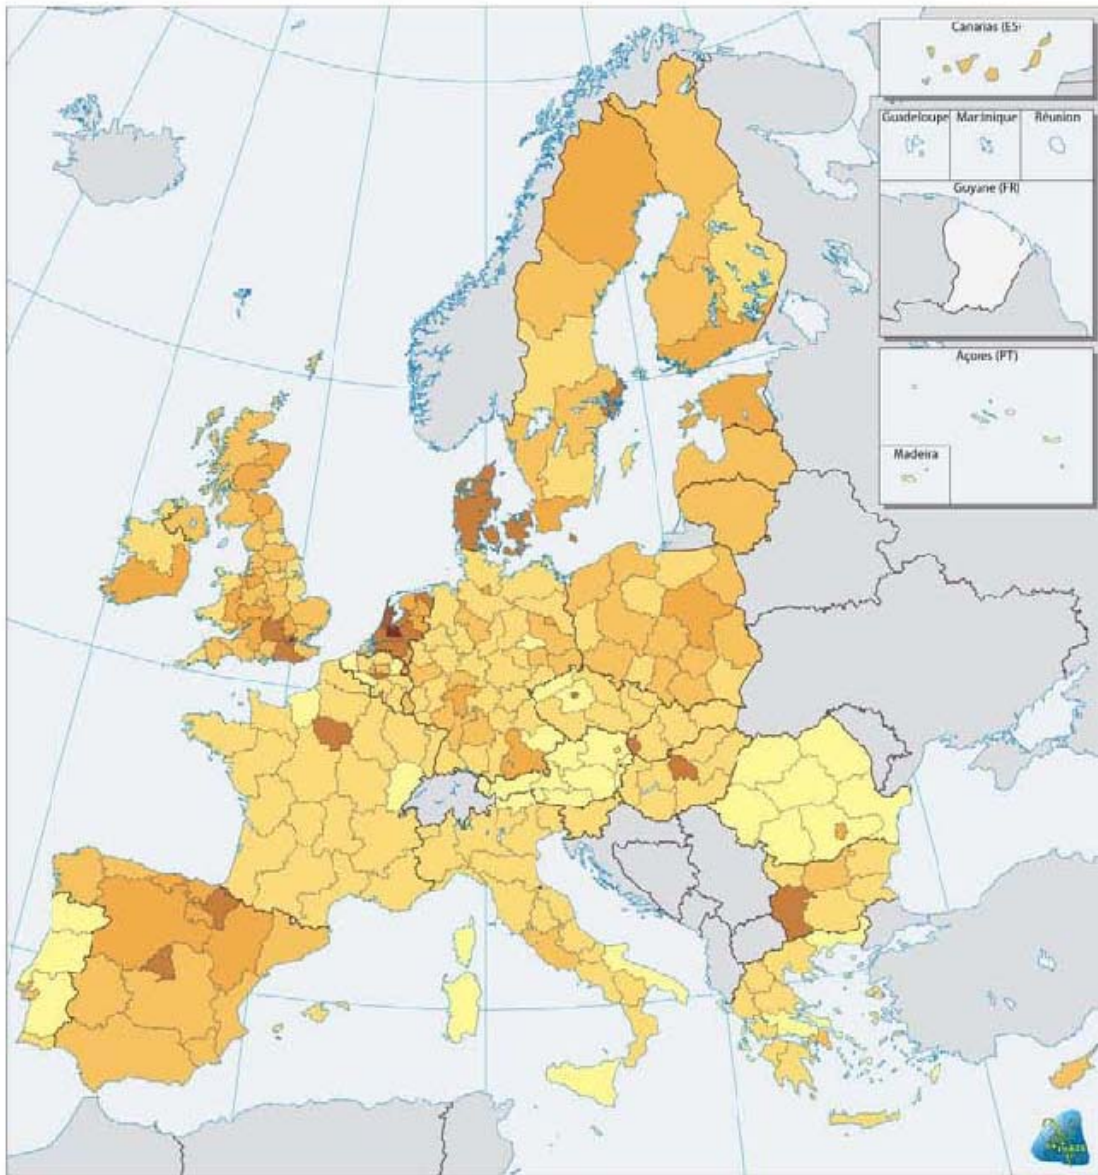 Canarias (ES)
Guadeloupe
Martinique
Réunion
Guyane (FR)
Açores (PT)
Madeira